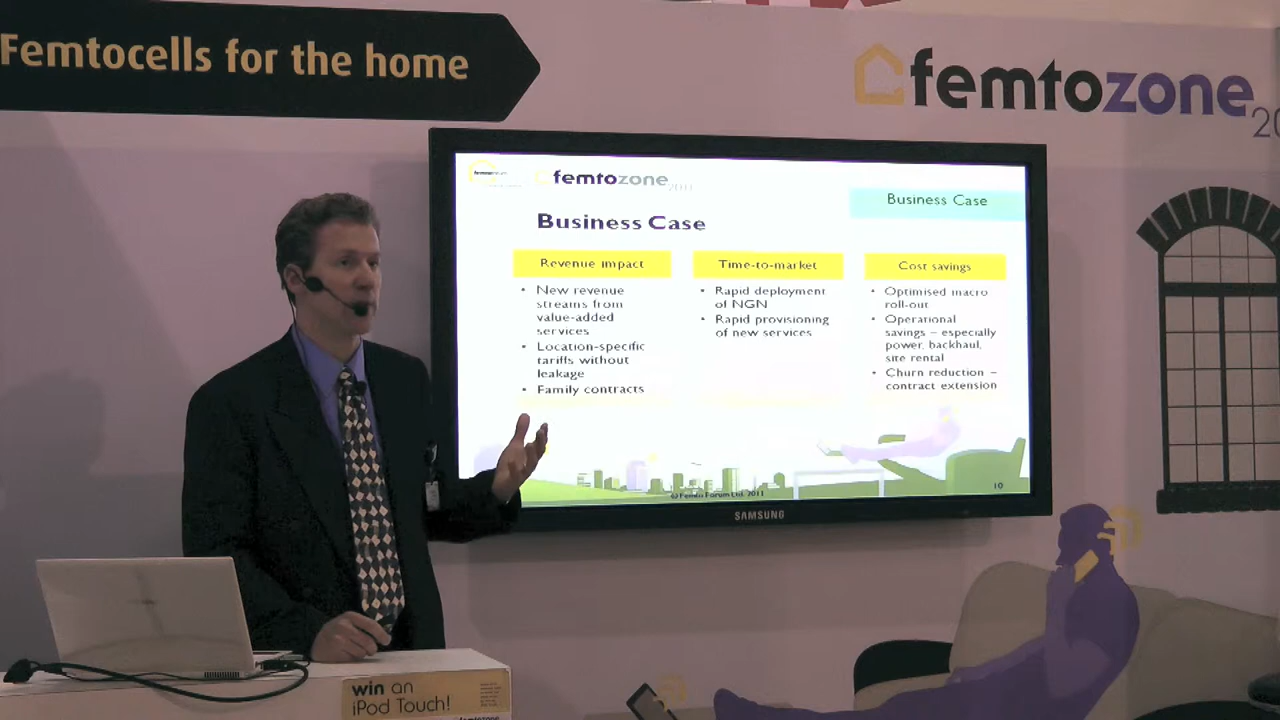 Femtocells for the home
femtozone
20
femtozone
2011
Business Case
Business Case
Revenue impact
• New revenue
streams from
value-added
services
• Location-specific
tariffs without
leakage
• Family contracts
Time-to-market
• Rapid deployment
of NGN
• Rapid provisioning
of new services
Cost savings
• Optimised macro
roll-out
• Operational
savings – especially
power, backhaul,
site rental
• Churn reduction –
contract extension
© Femto Forum Ltd. 2011
10
SAMSUNG
win an
iPod Touch!
femtozone